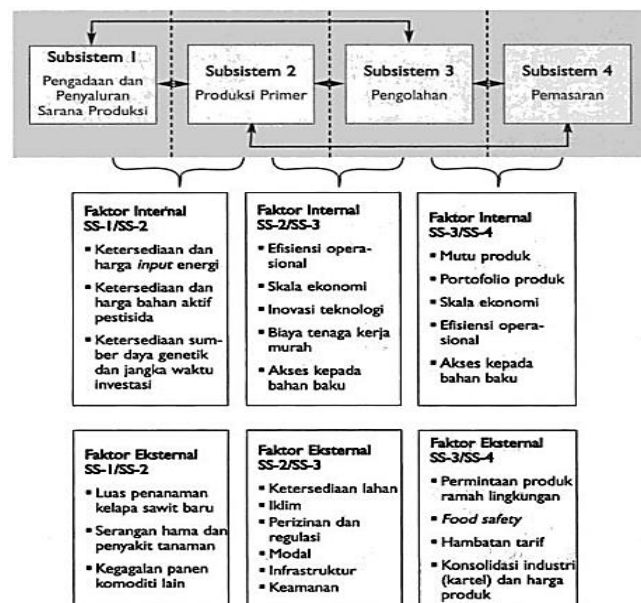 Subsistem 1
Pengadaan dan
Penyaluran
Sarana Produksi
Subsistem 2
Produksi Primer
Subsistem 3
Pengolahan
Subsistem 4
Pemasaran
Faktor Internal
SS-1/SS-2
▪ Ketersediaan dan
harga input energi
▪ Ketersediaan dan
harga bahan aktif
pestisida
▪ Ketersediaan sum-
ber daya genetik
dan jangka waktu
investasi
Faktor Internal
SS-2/SS-3
▪ Efisiensi opera-
sional
▪ Skala ekonomi
▪ Inovasi teknologi
▪ Biaya tenaga kerja
murah
▪ Akses kepada
bahan baku
Faktor Internal
SS-3/SS-4
▪ Mutu produk
▪ Portofolio produk
▪ Skala ekonomi
▪ Efisiensi opera-
sional
▪ Akses kepada
bahan baku
Faktor Eksternal
SS-1/SS-2
▪ Luas penanaman
kelapa sawit baru
▪ Serangan hama dan
penyakit tanaman
▪ Kegagalan panen
komoditi lain
Faktor Eksternal
SS-2/SS-3
▪ Ketersediaan lahan
▪ Iklim
▪ Perizinan dan
regulasi
▪ Modal
▪ Infrastruktur
▪ Keamanan
Faktor Eksternal
SS-3/SS-4
▪ Permintaan produk
ramah lingkungan
▪ Food safety
▪ Hambatan tarif
▪ Konsolidasi industri
(kartel) dan harga
produk